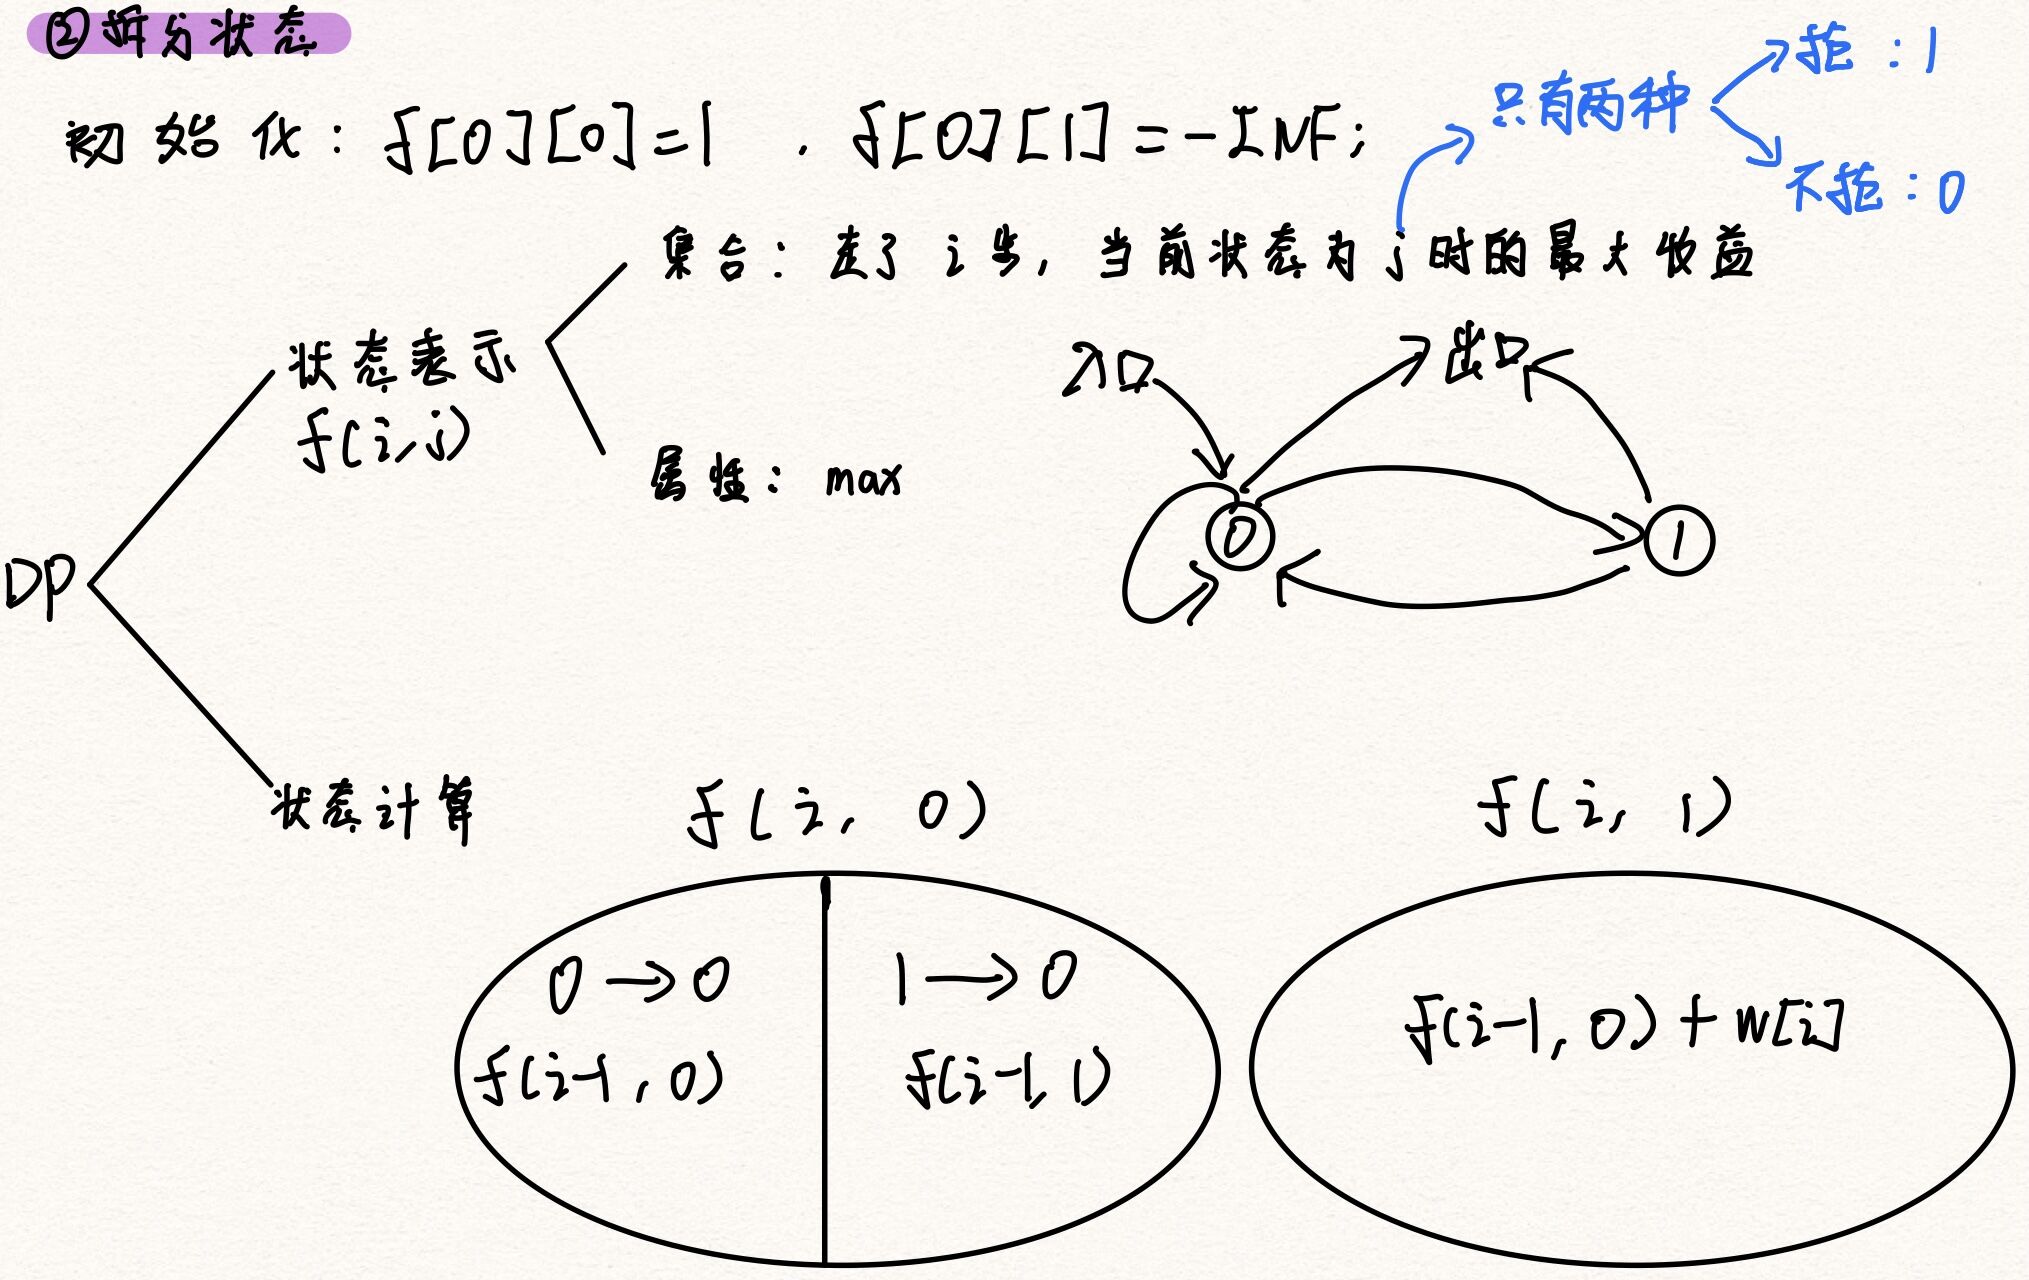 ②拆分状态
初始化：f[0][0]=1 . f[0][1]=-INF;
只有两种
抢：1
不抢：0
集合：走了i步，当前状态为j时的最大收益
状态表示
f(i,j)
属性：max
入口
出口
0
1
DP
状态计算
f(i, 0)
f(i, 1)
0→0
1→0
f(i-1,0)
f(i-1,1)
f(i-1,0)+w[i]